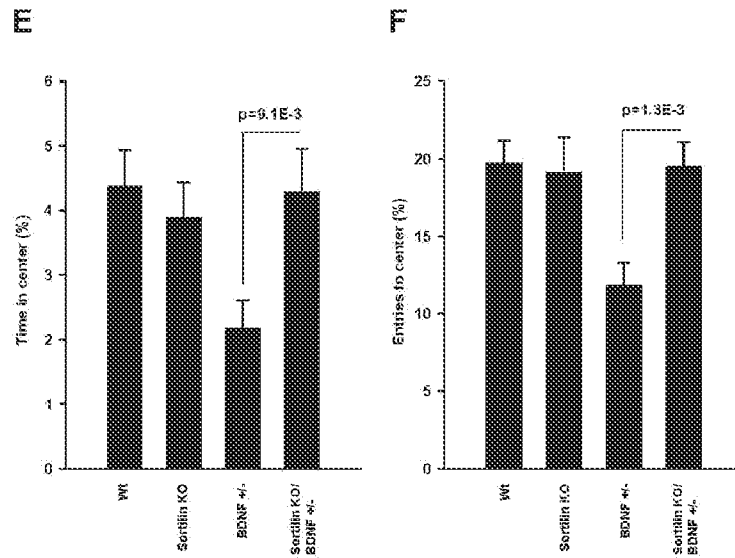 E
F
6
5
4
3
2
1
0
Time in center (%)
p=9.1E-3
Wt
Sortilin KO
BDNF +/-
Sortilin KO/
BDNF +/-
25
20
15
10
5
0
Entries to center (%)
p=1.3E-3
Wt
Sortilin KO
BDNF +/-
Sortilin KO/
BDNF +/-